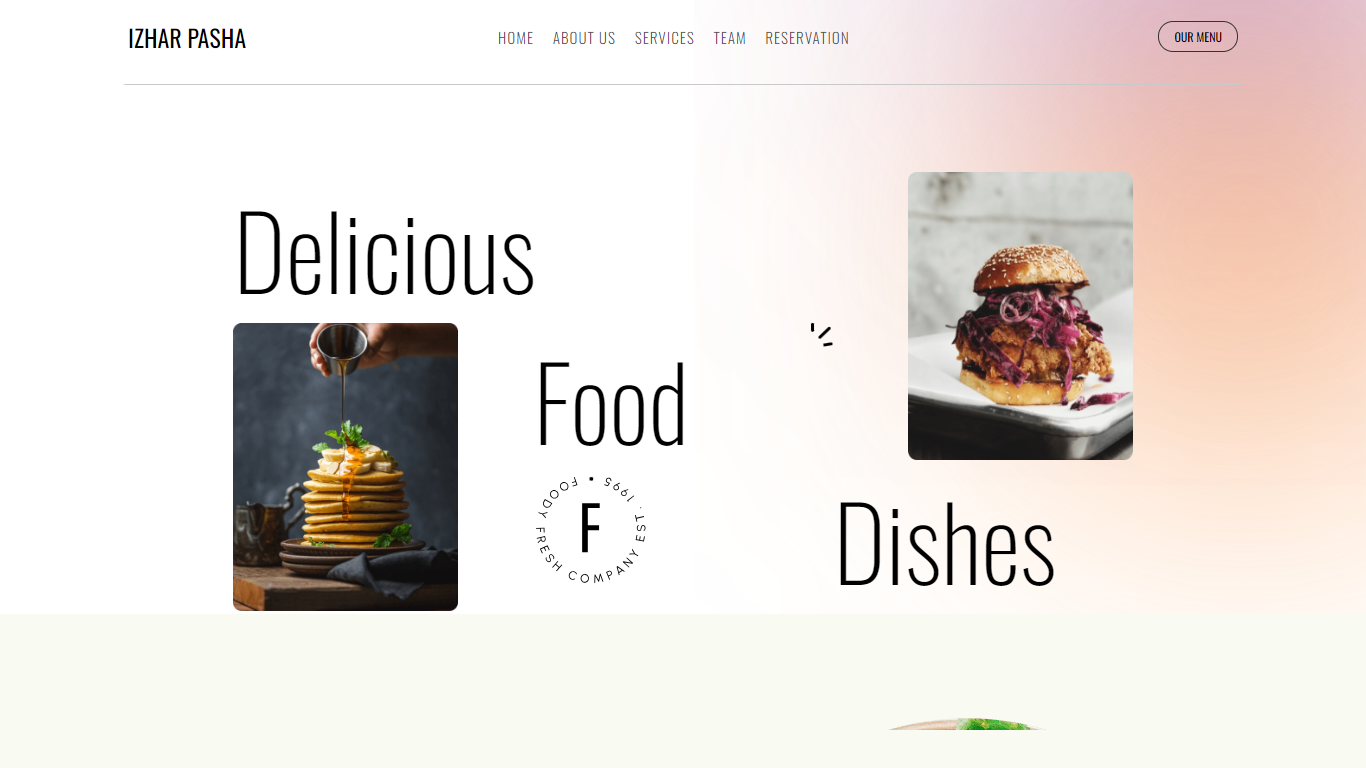 IZHAR PASHA
HOME ABOUT US SERVICES TEAM RESERVATION
OUR MENU
Delicious
Food
FOODY FRESH COMPANY EST . 1995 •
F
Dishes